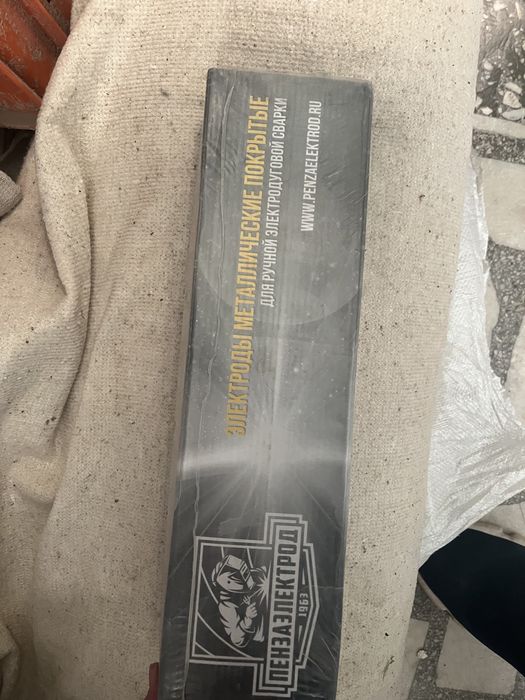 ЭЛЕКТРОДЫ МЕТАЛЛИЧЕСКИЕ ПОКРЫТЫЕ
ДЛЯ РУЧНОЙ ЭЛЕКТРОДУГОВОЙ СВАРКИ
WWW.PENZAELEKTROD.RU
ПЕНЗАЭЛЕКТРОД
1963